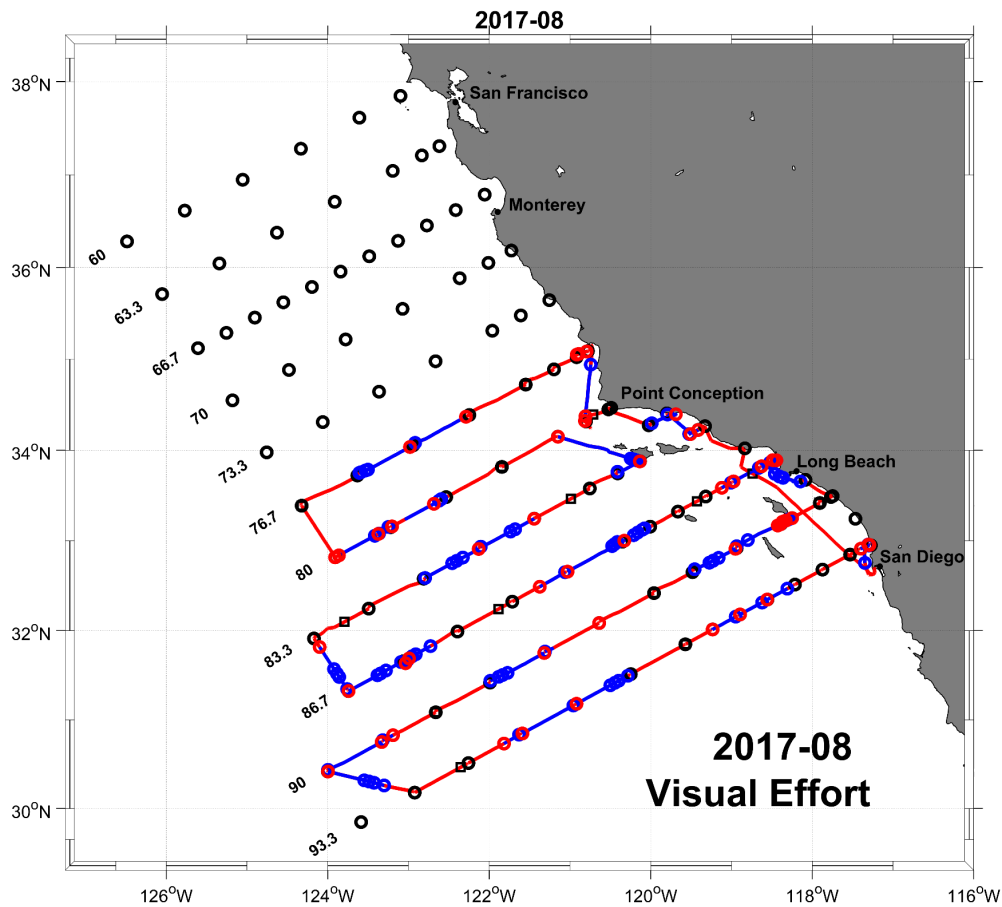 2017-08
38°N
36°N
34°N
32°N
30°N
San Francisco
Monterey
Point Conception
Long Beach
San Diego
60
63.3
66.7
70
73.3
76.7
80
83.3
86.7
90
93.3
2017-08
Visual Effort
126°W
124°W
122°W
120°W
118°W
116°W